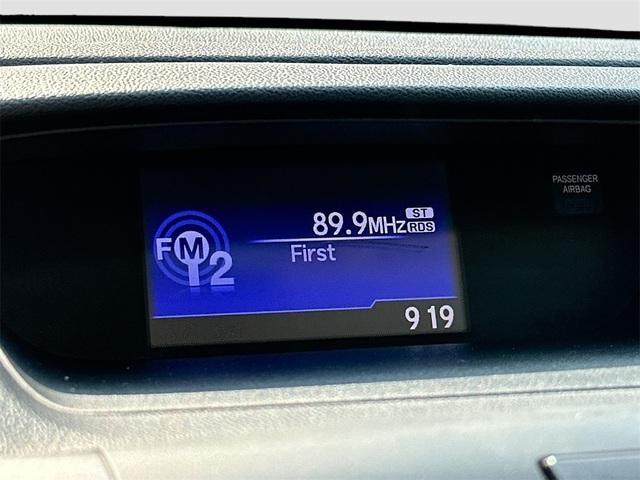 ST
89.9MHz RDS
FM2
First
9 19
PASSENGER
AIRBAG